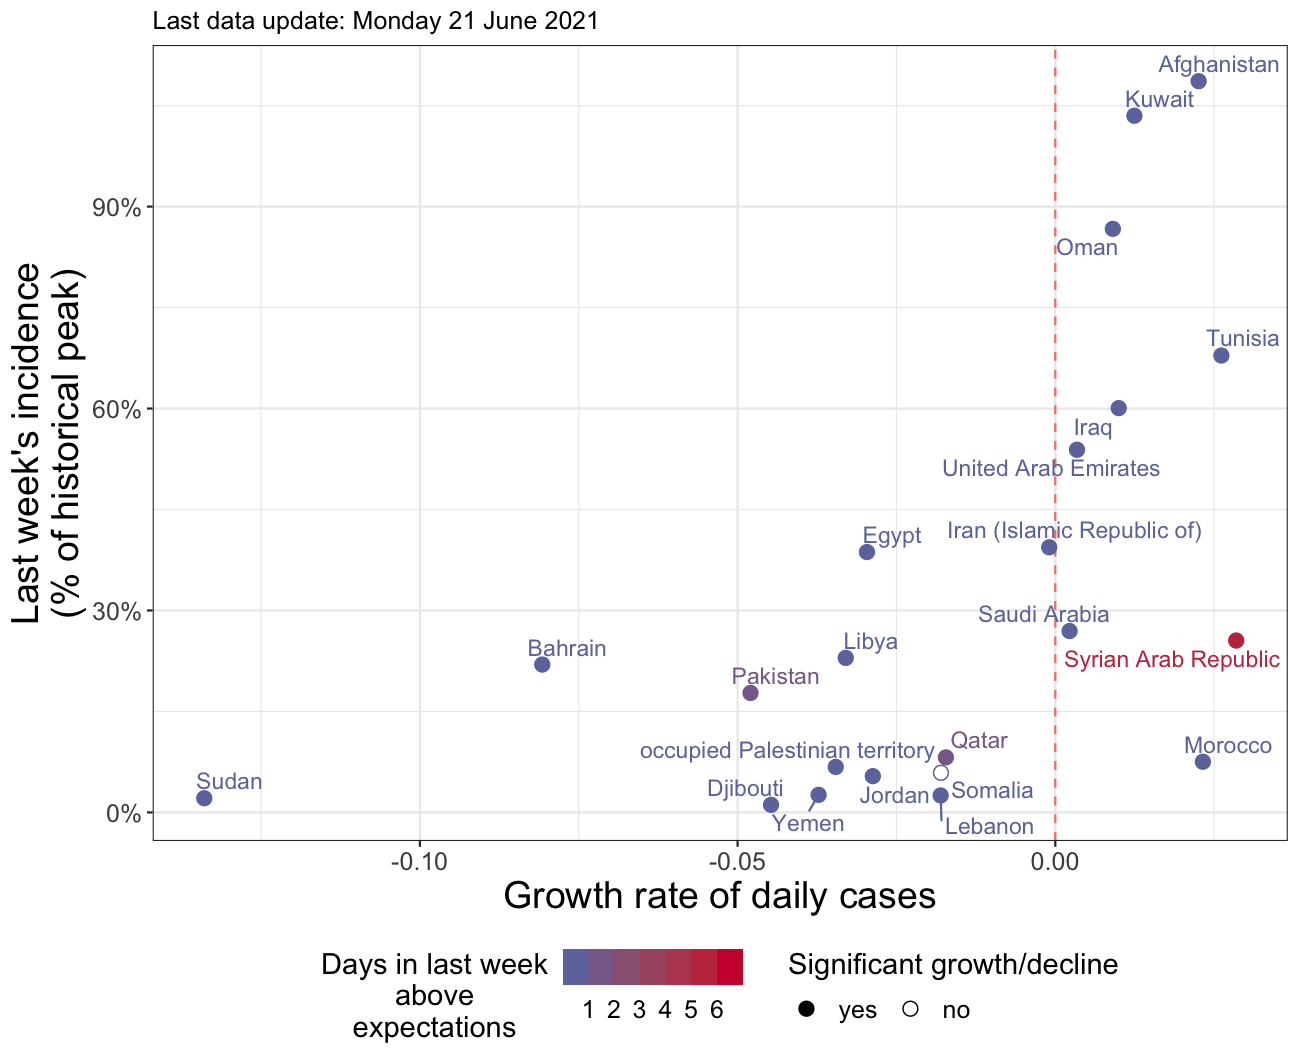 Last data update: Monday 21 June 2021
Afghanistan
Kuwait
90%
Oman
Tunisia
60%
Iraq
United Arab Emirates
Egypt
Iran (Islamic Republic of)
30%
Saudi Arabia
Bahrain
Libya
Syrian Arab Republic
Pakistan
Qatar
Morocco
occupied Palestinian territory
Sudan
Djibouti
Jordan
Somalia
0%
Yemen
Lebanon
Last week's incidence
(% of historical peak)
-0.10
-0.05
0.00
Growth rate of daily cases
Days in last week
above
expectations
1 2 3 4 5 6
Significant growth/decline
yes
no